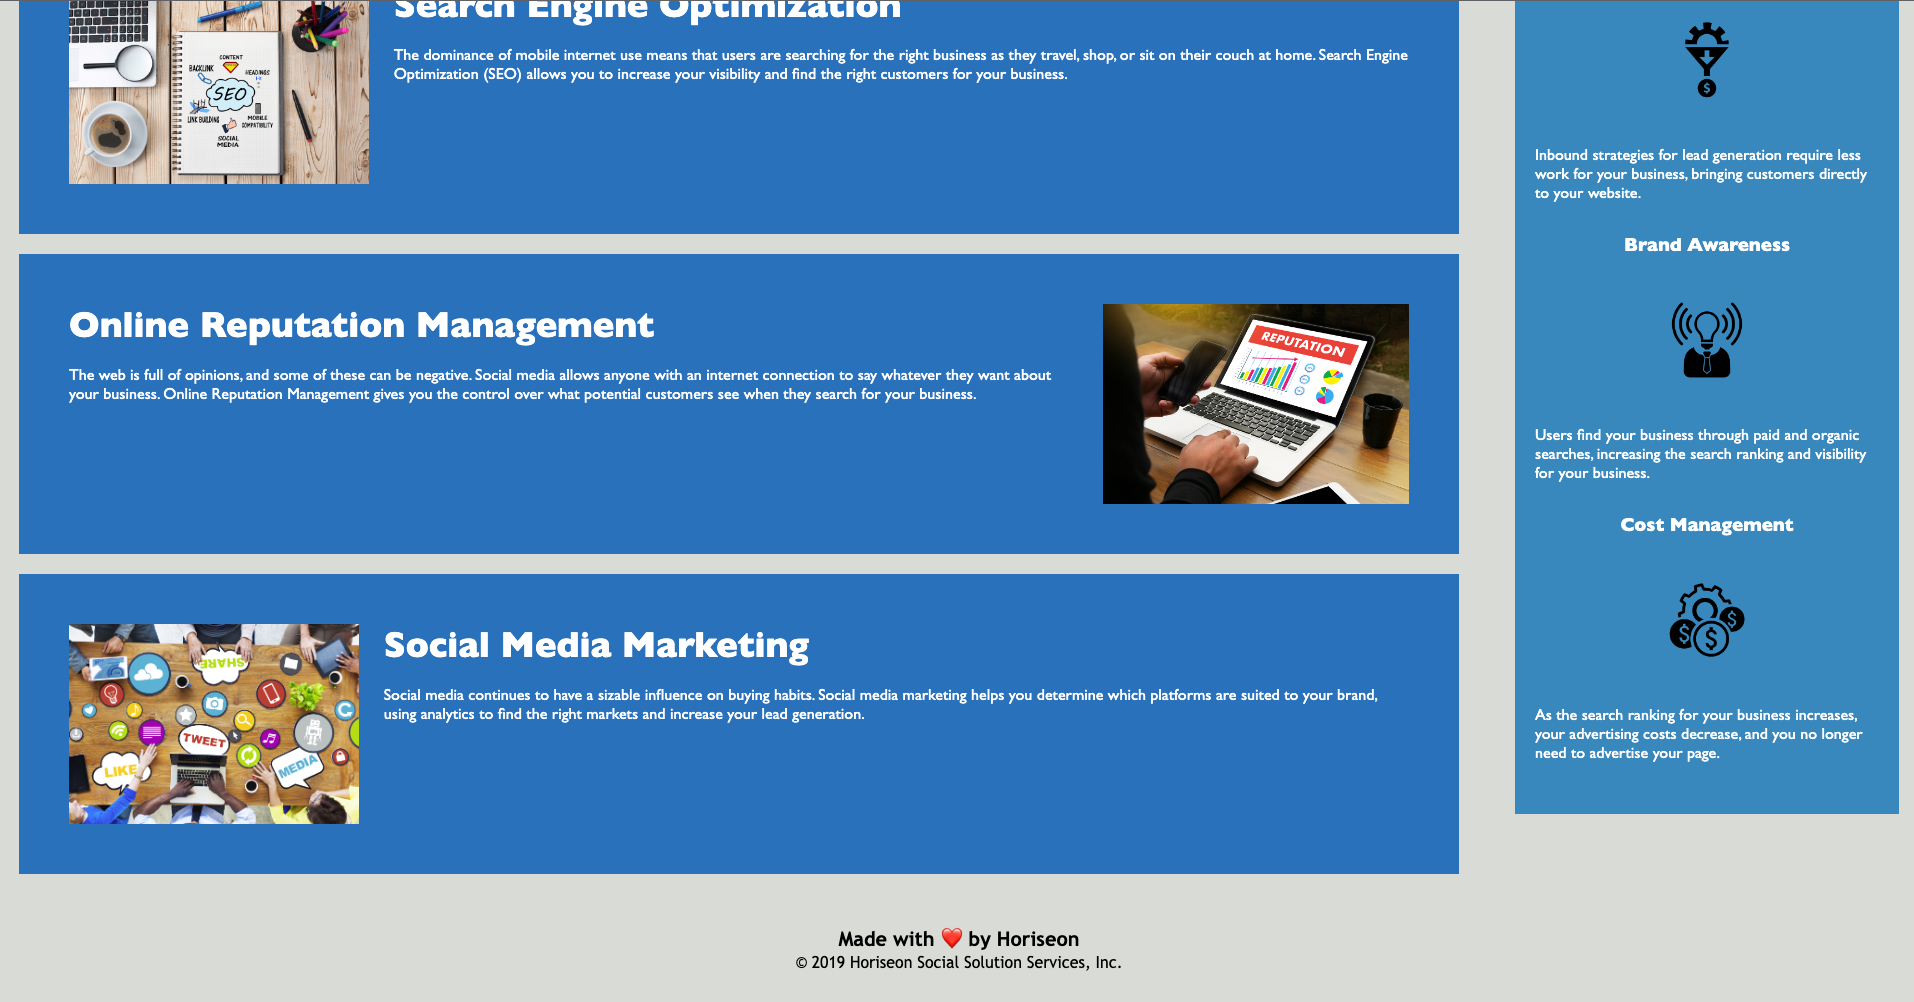 Search Engine Optimization
The dominance of mobile internet use means that users are searching for the right business as they travel, shop, or sit on their couch at home. Search Engine
Optimization (SEO) allows you to increase your visibility and find the right customers for your business.
CONTENT
BACKLINK
HEADINGS
SEO
LINK BUILDING
MOBILE
COMPATIBILITY
SOCIAL
MEDIA
Online Reputation Management
The web is full of opinions, and some of these can be negative. Social media allows anyone with an internet connection to say whatever they want about
your business. Online Reputation Management gives you the control over what potential customers see when they search for your business.
REPUTATION
Social Media Marketing
Social media continues to have a sizable influence on buying habits. Social media marketing helps you determine which platforms are suited to your brand,
using analytics to find the right markets and increase your lead generation.
SHARE
TWEET
LIKE
MEDIA
$
Inbound strategies for lead generation require less
work for your business, bringing customers directly
to your website.
Brand Awareness
Users find your business through paid and organic
searches, increasing the search ranking and visibility
for your business.
Cost Management
$ $ $
As the search ranking for your business increases,
your advertising costs decrease, and you no longer
need to advertise your page.
Made with ❤️ by Horiseon
© 2019 Horiseon Social Solution Services, Inc.